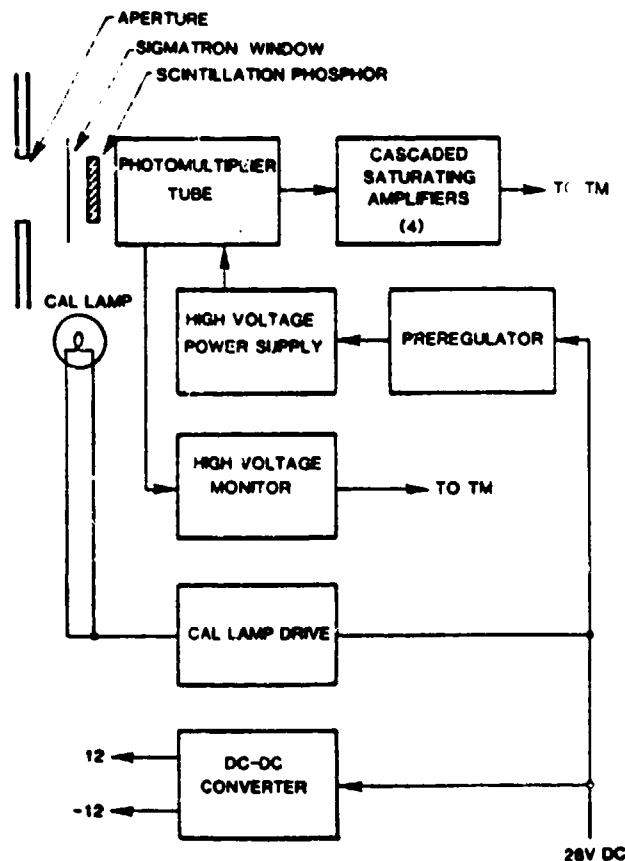 APERTURE
SIGMATRON WINDOW
SCINTILLATION PHOSPHOR
PHOTOMULTIPLIER
TUBE
CASCADED
SATURATING
AMPLIFIERS
(4)
TO TM
CAL LAMP
HIGH VOLTAGE
POWER SUPPLY
PREREGULATOR
HIGH VOLTAGE
MONITOR
TO TM
CAL LAMP DRIVE
12
-12
DC-DC
CONVERTER
28V DC